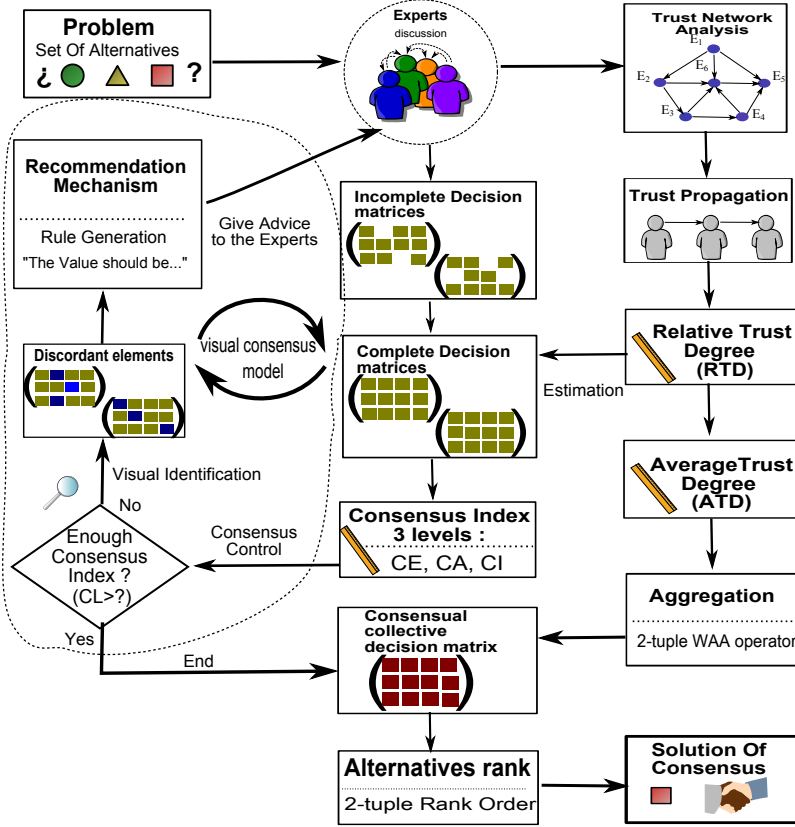 Problem
Set Of Alternatives
¿ ?
Experts
discussion
Trust Network
Analysis
E1
E6
E2
E5
E3
E4
Recommendation
Mechanism
Rule Generation
"The Value should be..."
Give Advice
to the Experts
Incomplete Decision
matrices
Trust Propagation
Discordant elements
visual consensus
model
Complete Decision
matrices
Estimation
Relative Trust
Degree
(RTD)
Visual Identification
No
Enough
Consensus
Index ?
(CL>?)
Yes
End
Consensus
Control
Consensus Index
3 levels :
CE, CA, CI
AverageTrust
Degree
(ATD)
Aggregation
2-tuple WAA operator
Consensual
collective
decision matrix
Alternatives rank
2-tuple Rank Order
Solution Of
Consensus